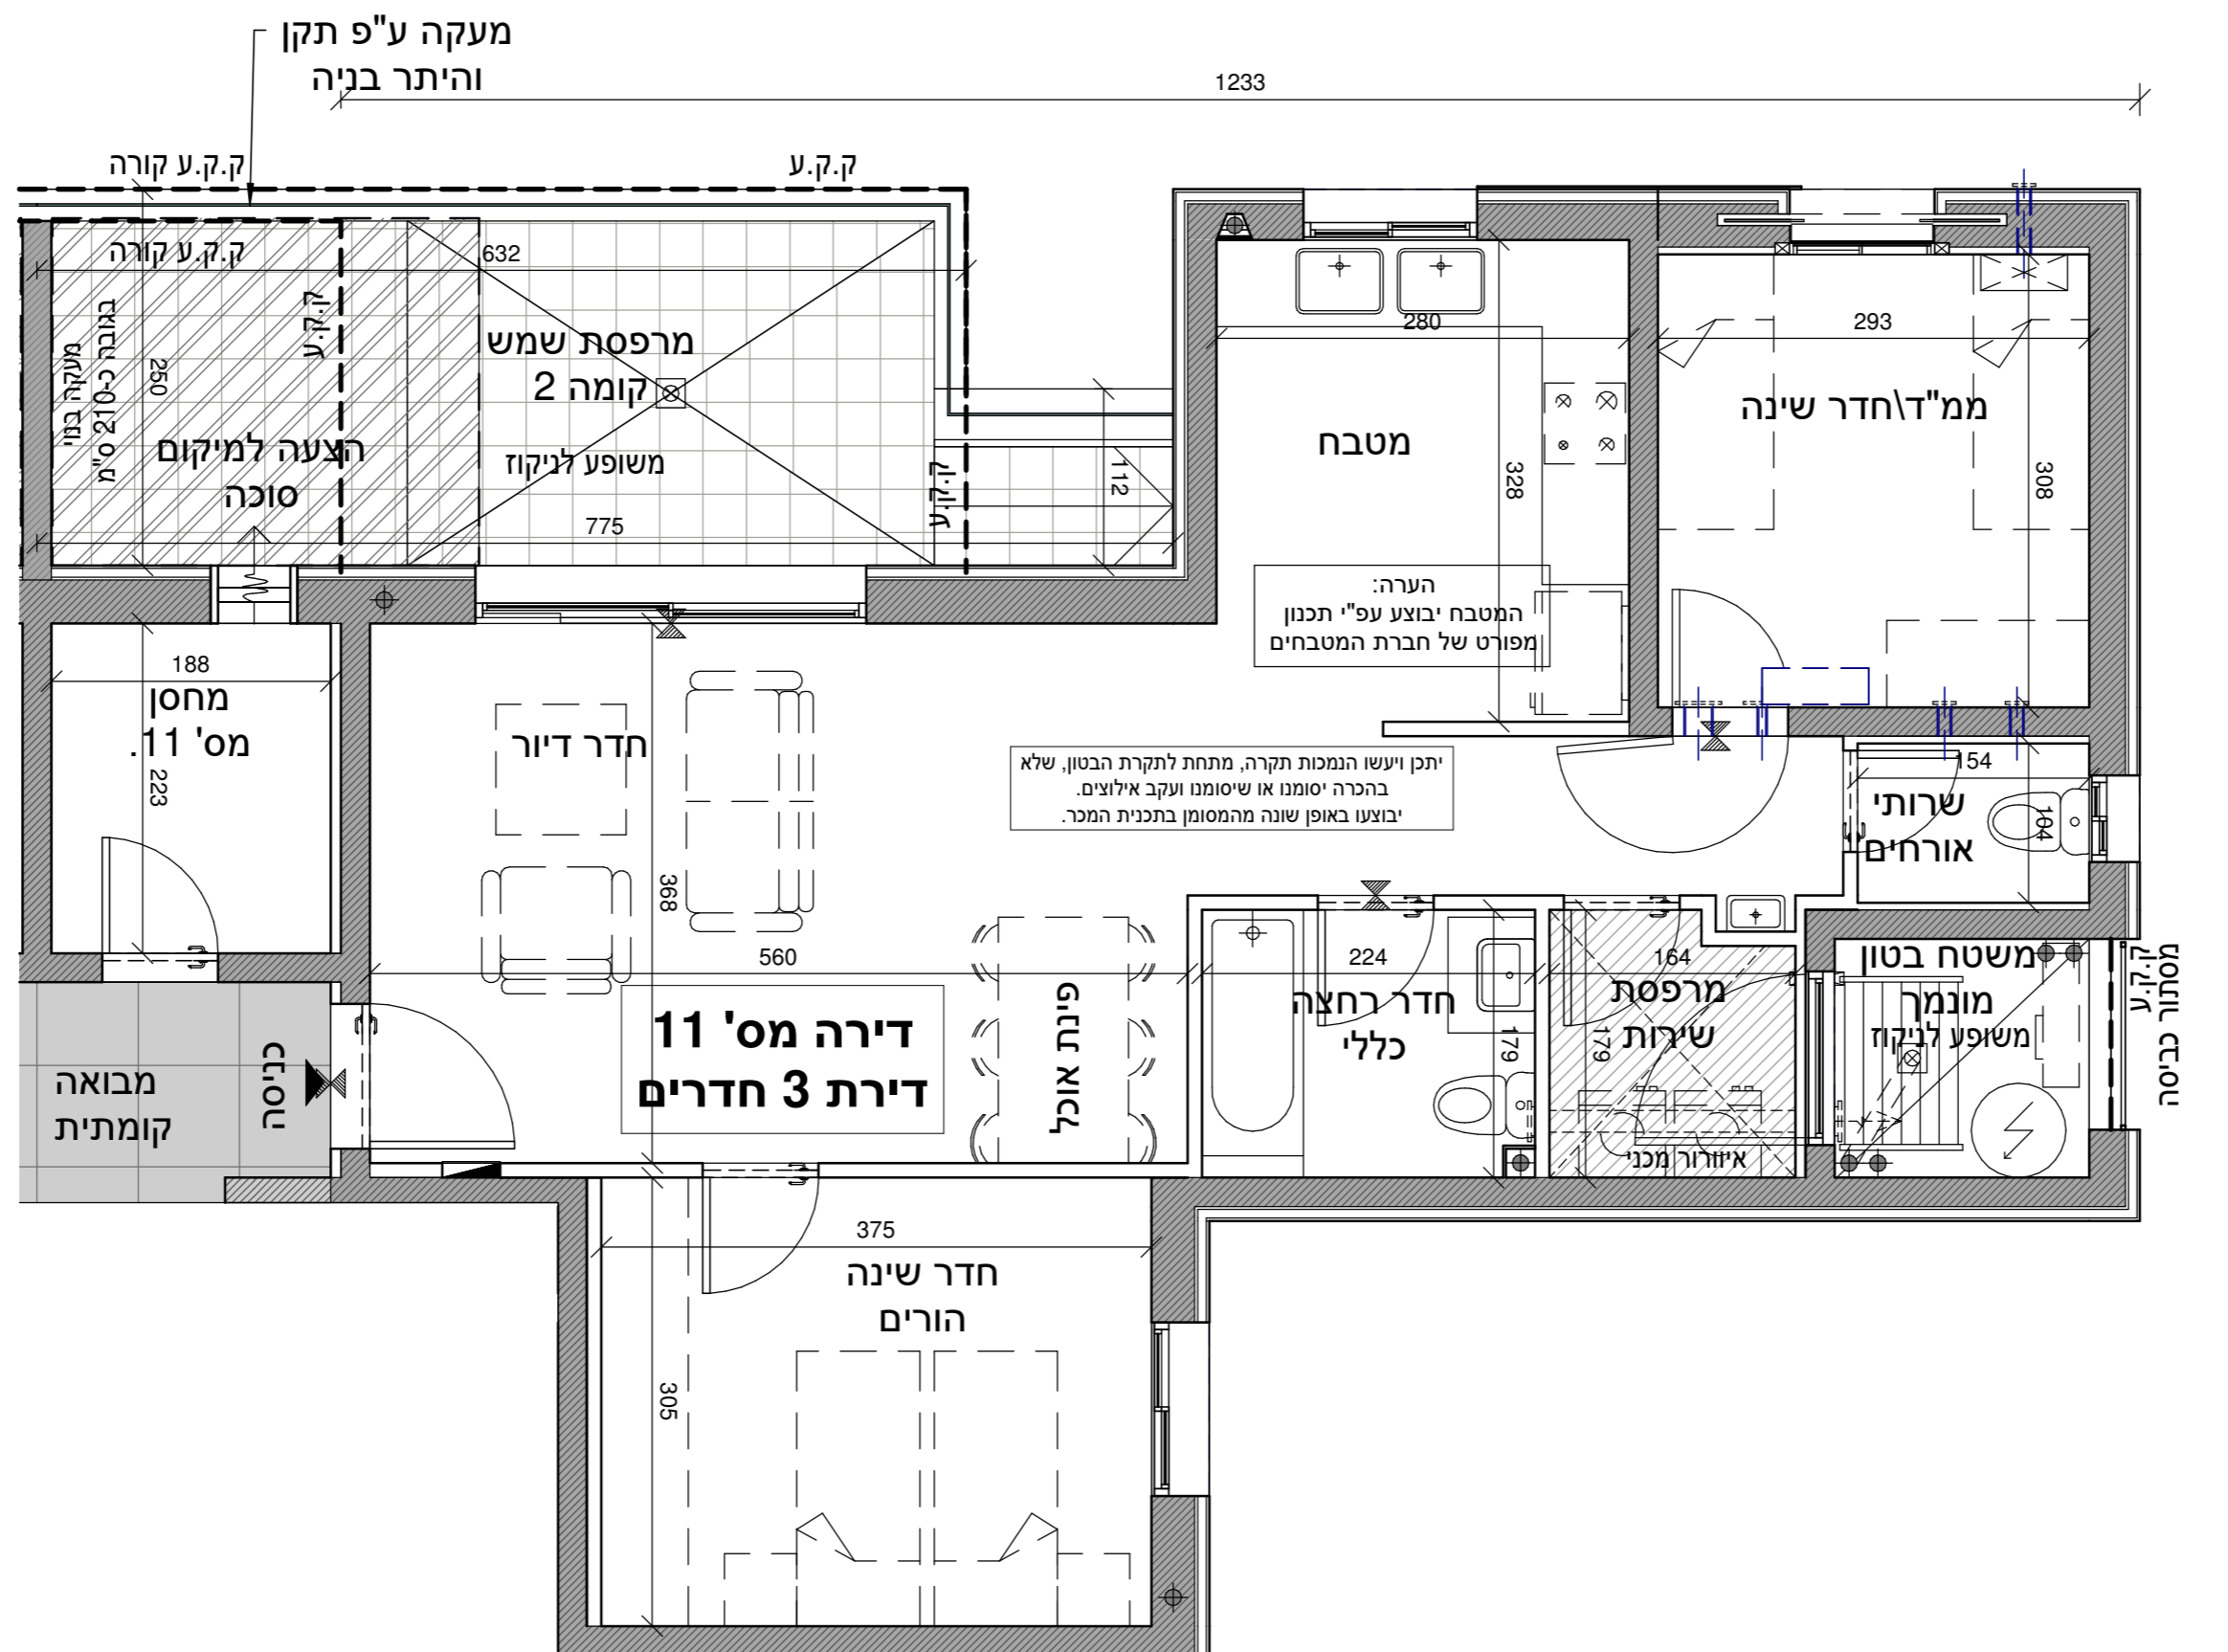 מעקה ע"פ תקן
והיתר בניה
1233
ק.ק.ע קורה
ק.ק.ע
ק.ק.ע קורה
632
ק.ק.ע
מעקה בנוי
בגובה כ-210 ס"מ
250
מרפסת שמש
קומה 2
משופע לניקוז
הצעה למיקום
סוכה
775
ק.ק.ע
112
280
מטבח
328
הערה:
המטבח יבוצע עפ"י תכנון
מפורט של חברת המטבחים
293
ממ"ד\חדר שינה
308
188
מחסן
מס' 11.
223
חדר דיור
368
יתכן ויעשו הנמכות תקרה, מתחת לתקרת הבטון, שלא
בהכרה יסומנו או שיסומנו ועקב אילוצים.
יבוצעו באופן שונה מהמסומן בתכנית המכר.
154
שרותי
אורחים
104
560
224
חדר רחצה
כללי
179
164
מרפסת
שירות
179
איוורור מכני
משטח בטון
מונמך
משופע לניקוז
ק.ק.ע
מסתור כביסה
דירה מס' 11
דירת 3 חדרים
פינת אוכל
כניסה
מבואה
קומתית
375
חדר שינה
הורים
305